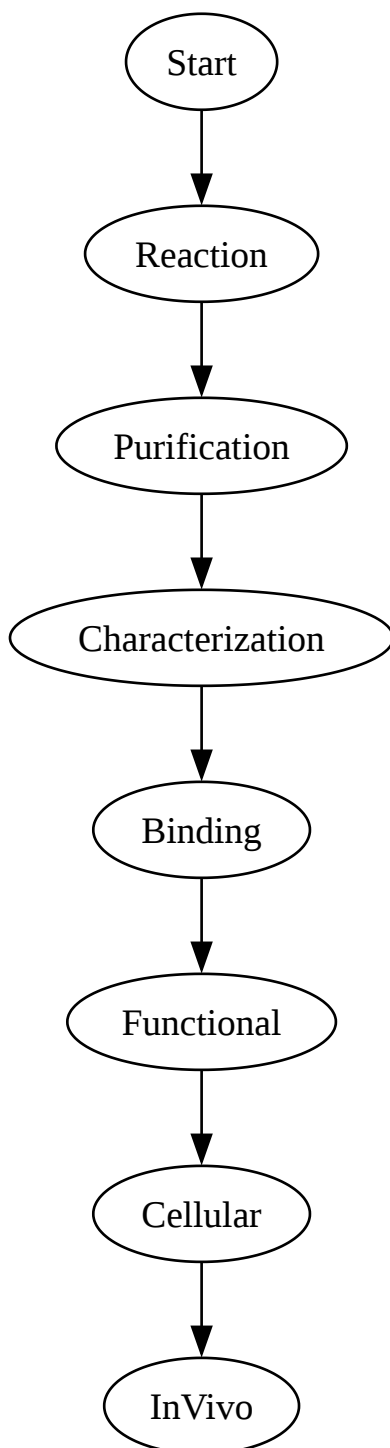 Start
Reaction
Purification
Characterization
Binding
Functional
Cellular
InVivo